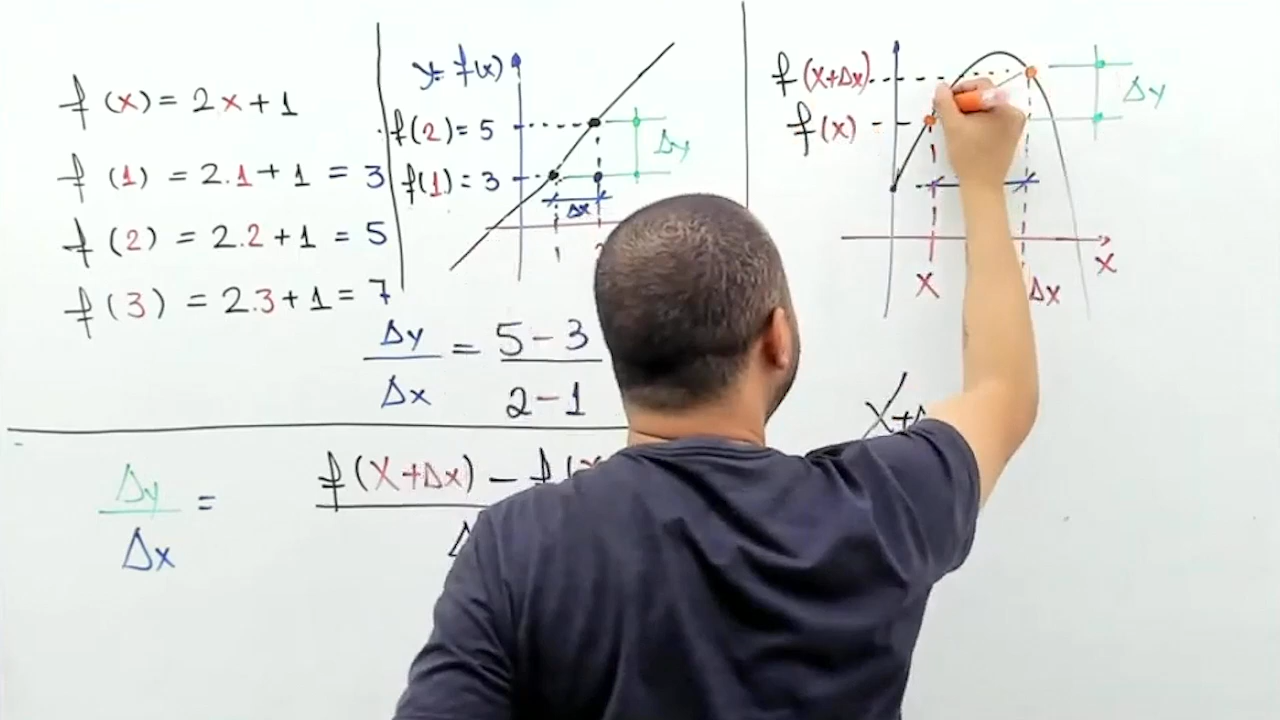 f(x) = 2x+1
f(1) = 2.1+1 = 3
f(2) = 2.2+1 = 5
f(3) = 2.3+1 = 7
y= f(x)
f(2)= 5
f(1)= 3
Δy
Δx
1
Δy/Δx = 5-3/2-1
f(x+Δx)
f(x)
Δy
x
Δx
x
Δy/Δx = f(x+Δx) - f(x